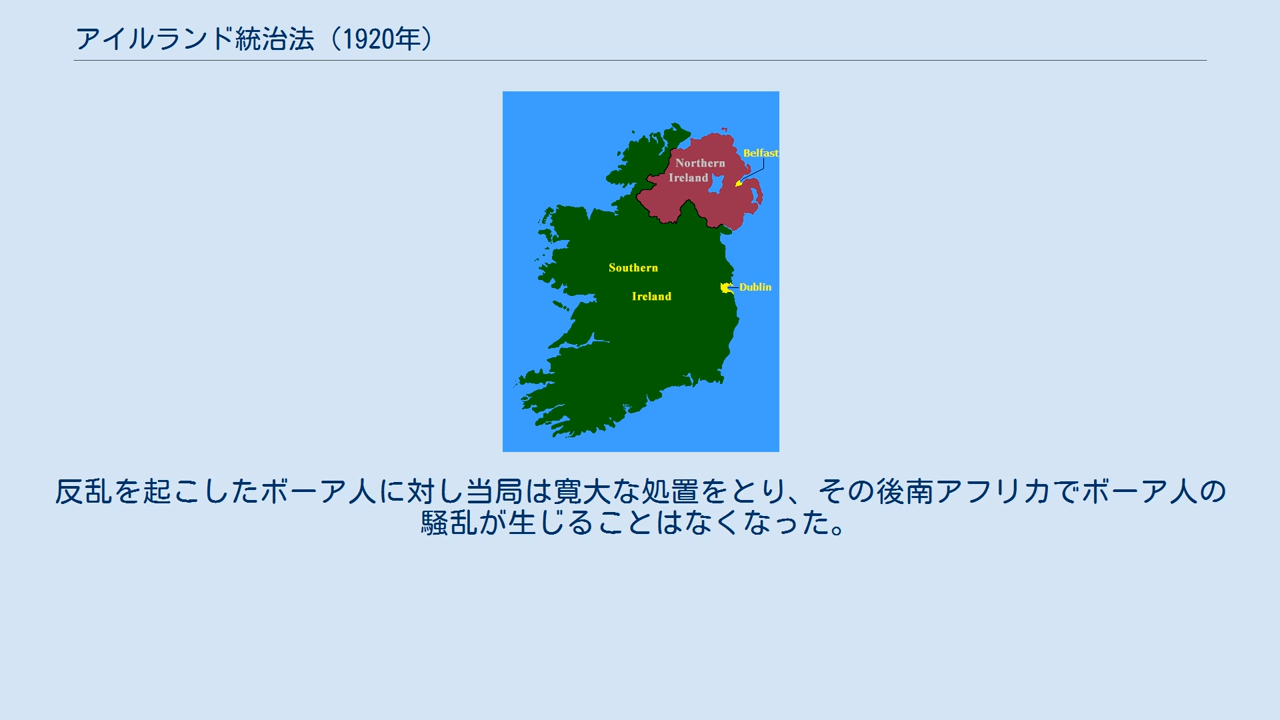 アイルランド統治法（1920年）
Belfast
Northern
Ireland
Southern
Dublin
Ireland
反乱を起こしたボーア人に対し当局は寛大な処置をとり、その後南アフリカでボーア人の
騒乱が生じることはなくなった。